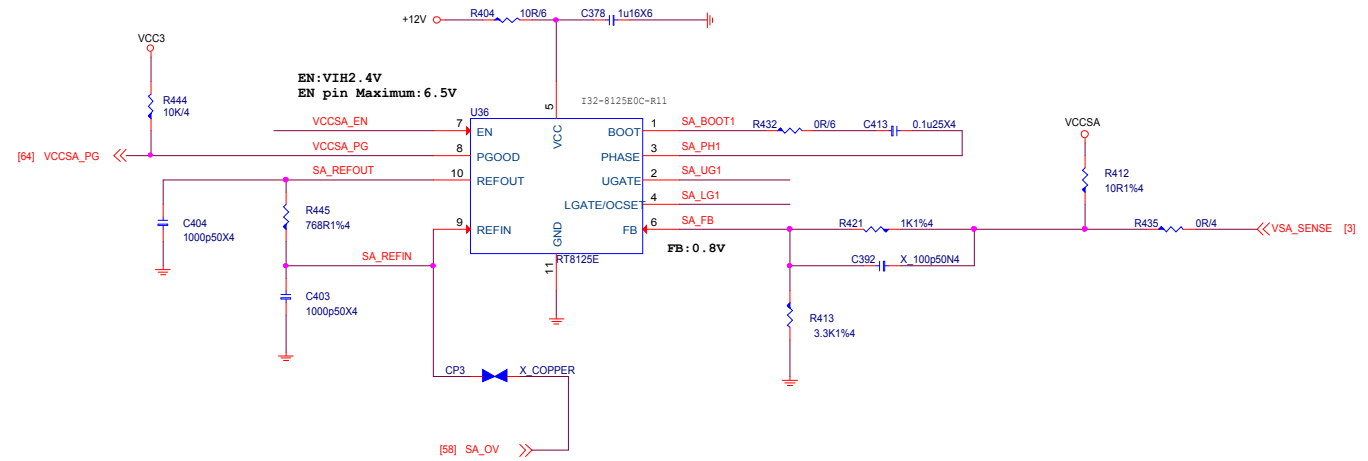 +12V
R404
10R/6
C378
1u16X6
VCC3
EN:VIH2.4V
EN pin Maximum:6.5V
R444
10K/4
U36
5
VCC
I32-8125E0C-R11
VCCSA_EN
7
EN
BOOT
1
SA_BOOT1
R432
0R/6
C413
0.1u25X4
VCCSA
[64] VCCSA_PG
VCCSA_PG
8
PGOOD
PHASE
3
SA_PH1
SA_REFOUT
10
REFOUT
UGATE
2
SA_UG1
R412
10R1%4
LGATE/OCSET
4
SA_LG1
C404
1000p50X4
R445
768R1%4
9
REFIN
GND
FB
6
SA_FB
R421
1K1%4
R435
0R/4
VSA_SENSE [3]
FB:0.8V
SA_REFIN
11
RT8125E
C392
X_100p50N4
C403
1000p50X4
R413
3.3K1%4
CP3
X_COPPER
[58] SA_OV